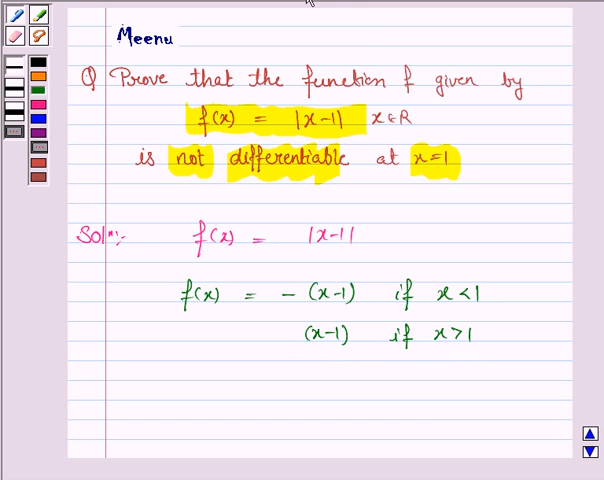 Meenu
Q Prove that the function f given by
f(x) = |x-1| x ∈ R
is not differentiable at x=1
Solⁿ:- f(x) = |x-1|
f(x) = - (x-1) if x < 1
(x-1) if x > 1